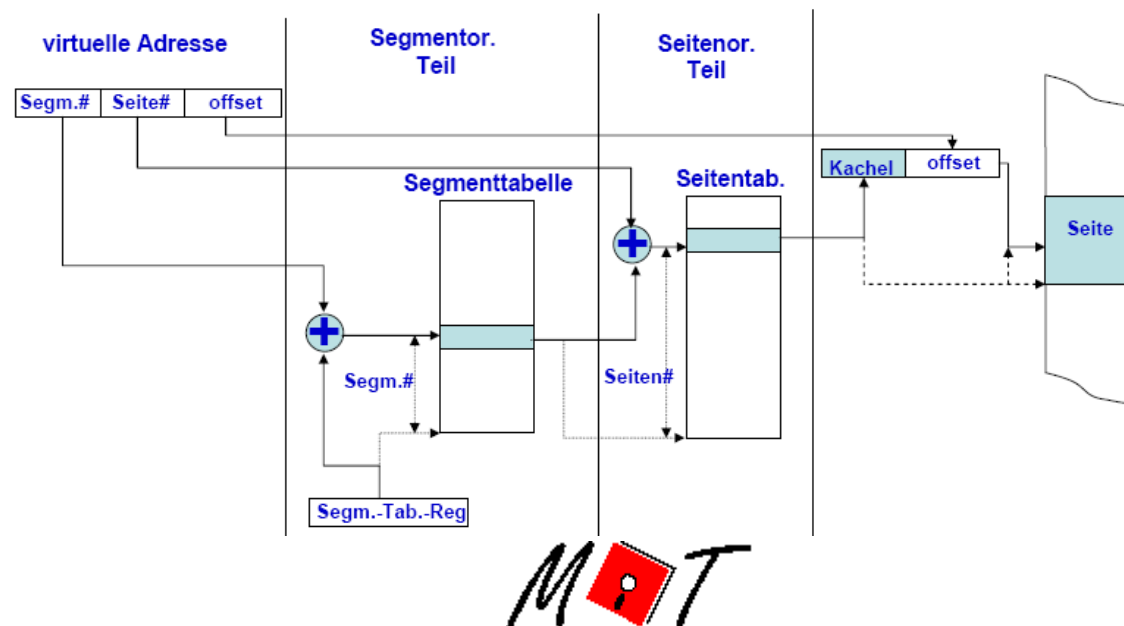 virtuelle Adresse
Segmentor.
Teil
Seitenor.
Teil
Segm.# Seite# offset
Kachel offset
Segmenttabelle
Seitentab.
Seite
Segm.#
Seiten#
Segm.-Tab.-Reg
M T